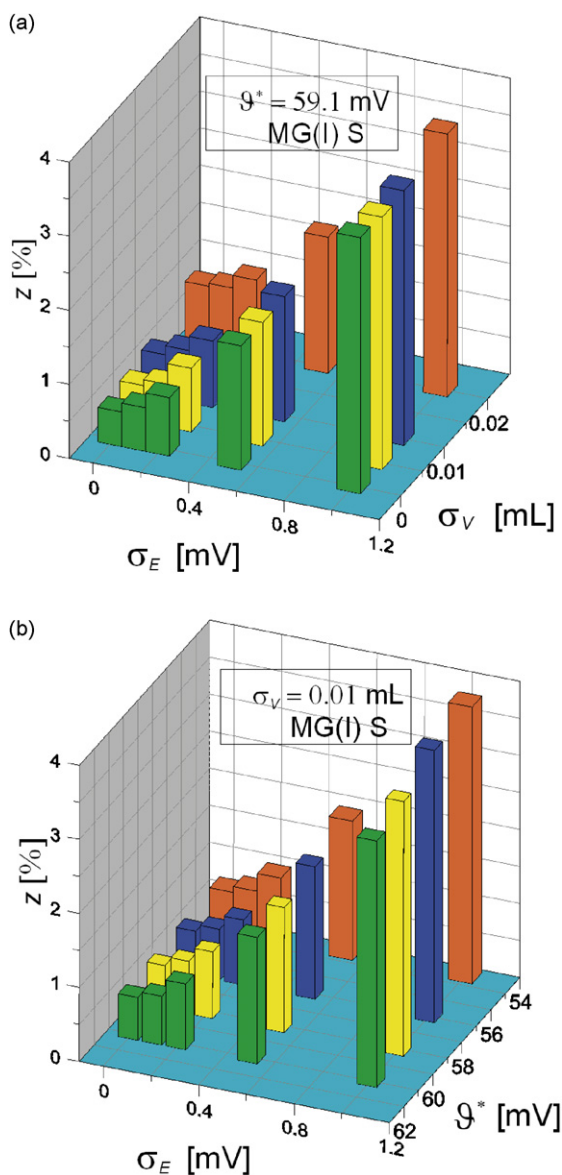 (a)
ϑ* = 59.1 mV
MG(I) S
4
3
2
1
0
z [%]
0
0.4
0.8
1.2
σE [mV]
0
0.01
0.02
σV [mL]
(b)
σV = 0.01 mL
MG(I) S
4
3
2
1
0
z [%]
0
0.4
0.8
1.2
σE [mV]
62
60
58
56
54
ϑ* [mV]